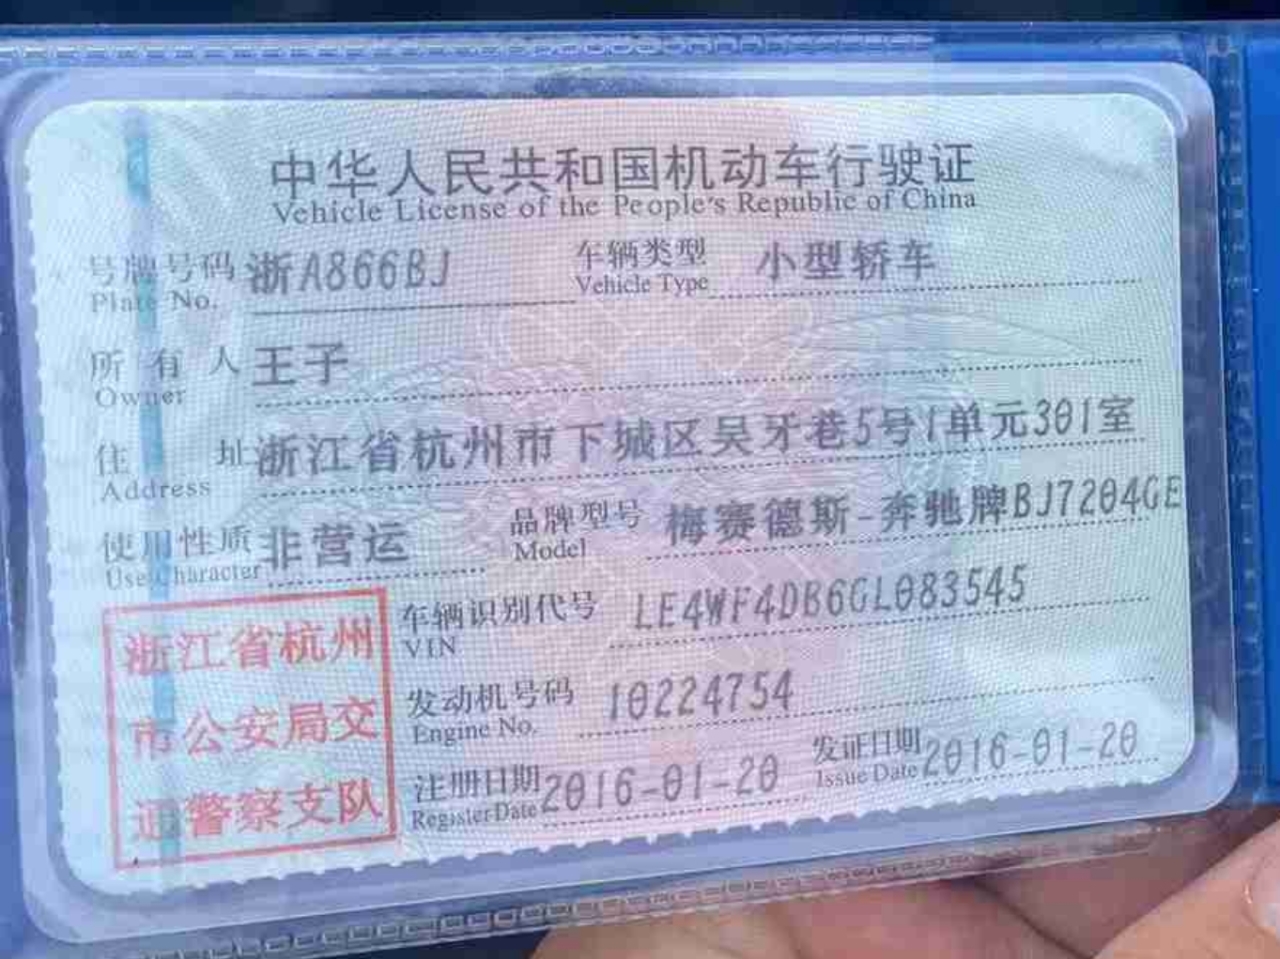 中华人民共和国机动车行驶证
Vehicle License of the People's Republic of China
号牌号码 浙A866BJ 车辆类型 小型轿车
Plate No. Vehicle Type
所有人 王子
Owner
住址 浙江省杭州市下城区吴牙巷5号1单元301室
Address
使用性质 非营运 品牌型号 梅赛德斯-奔驰牌BJ7204GE
Use Character Model
浙江省杭州
市公安局交
通警察支队
车辆识别代号 LE4WF4DB6GL083545
VIN
发动机号码 10224754
Engine No.
注册日期 2016-01-20 发证日期 2016-01-20
Register Date Issue Date